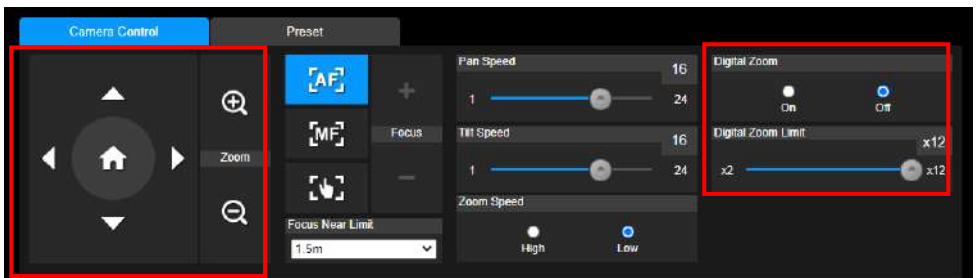 Camera Control
Preset
Zoom
[AF]
[MF]
Focus
Focus Near Limit
1.5m
Pan Speed
16
1
24
Tilt Speed
16
1
24
Zoom Speed
High
Low
Digital Zoom
On
Off
Digital Zoom Limit
x12
x2
x12